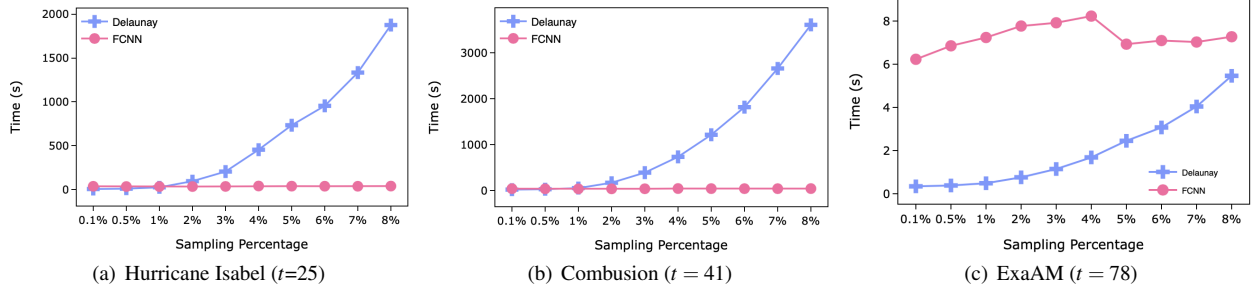 2000
1500
1000
500
0
Time (s)
Delaunay
FCNN
0.1% 0.5% 1% 2% 3% 4% 5% 6% 7% 8%
Sampling Percentage
(a) Hurricane Isabel (t=25)
3000
2000
1000
0
Time (s)
Delaunay
FCNN
0.1% 0.5% 1% 2% 3% 4% 5% 6% 7% 8%
Sampling Percentage
(b) Combusion (t = 41)
8
6
4
2
0
Time (s)
Delaunay
FCNN
0.1% 0.5% 1% 2% 3% 4% 5% 6% 7% 8%
Sampling Percentage
(c) ExaAM (t = 78)